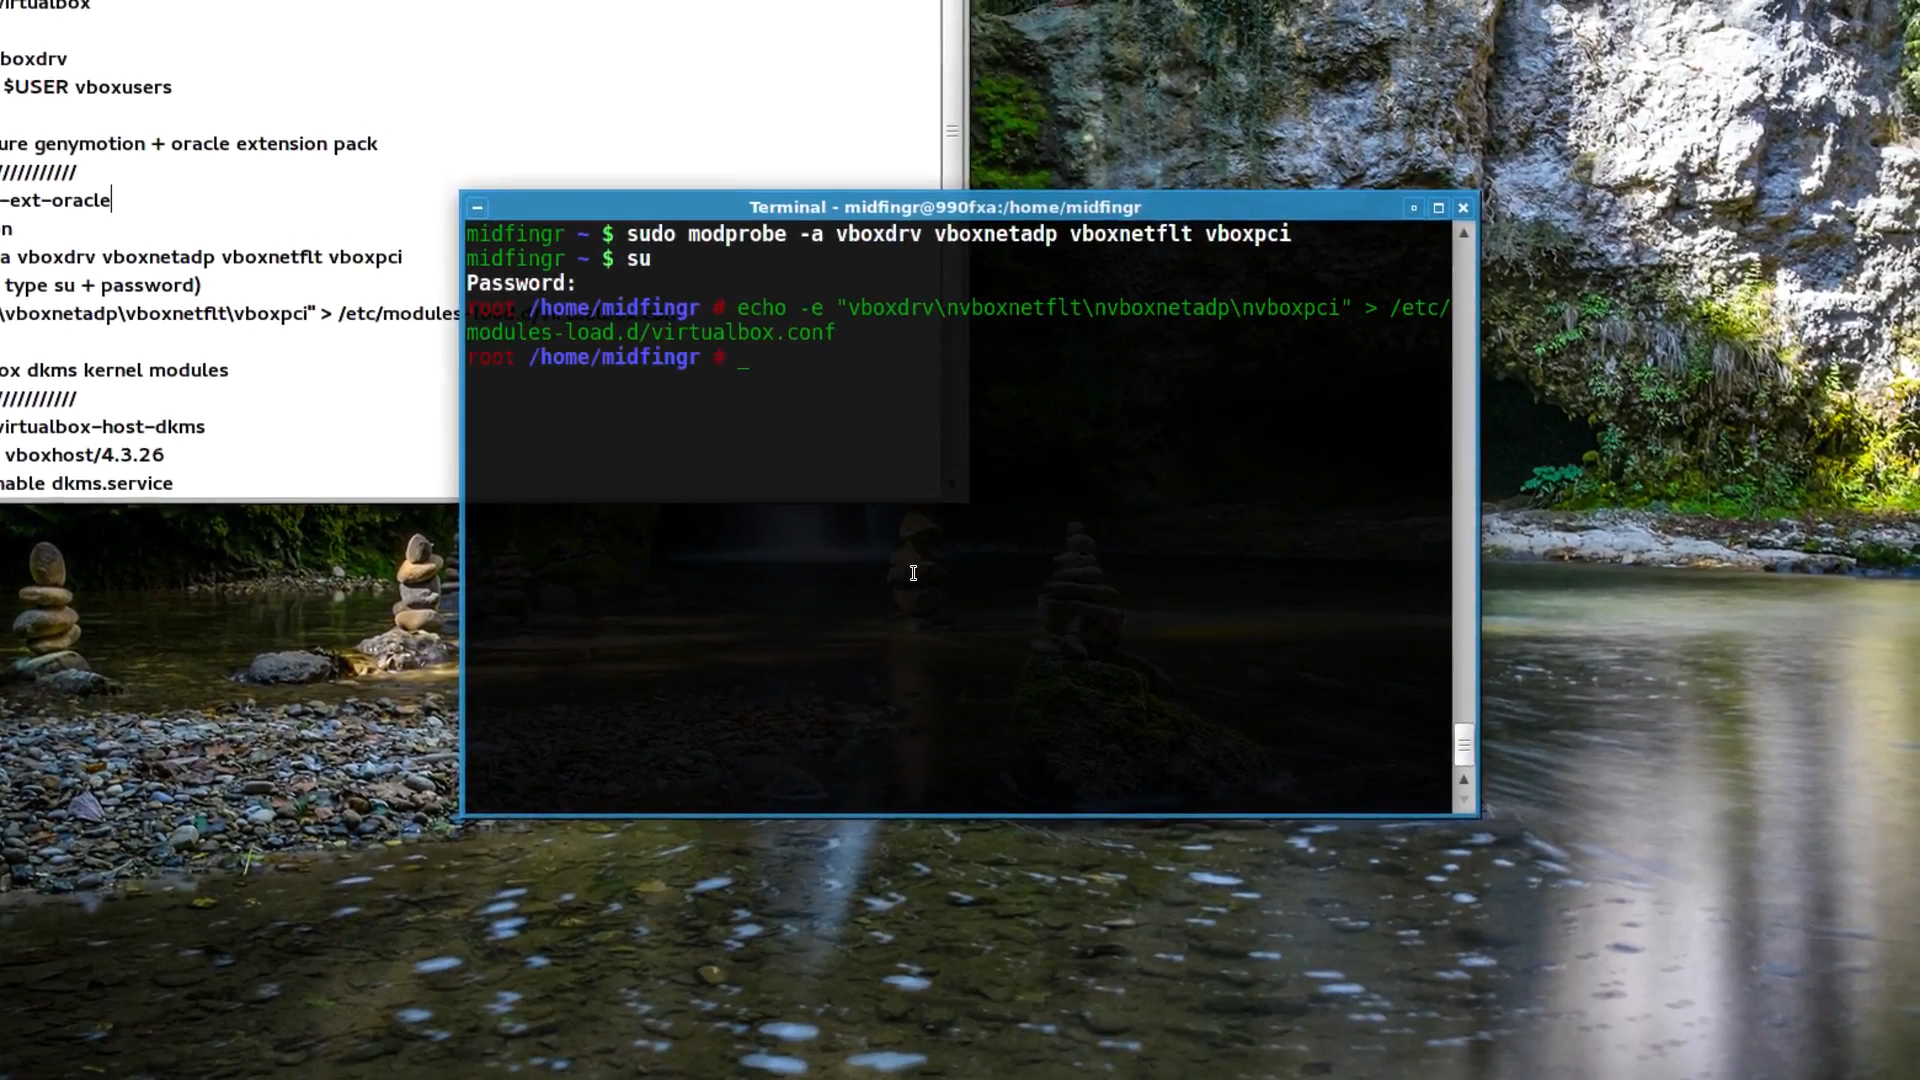 virtualbox
boxdrv
$USER vboxusers
ure genymotion + oracle extension pack
///////////
-ext-oracle
n
a vboxdrv vboxnetadp vboxnetflt vboxpci
type su + password)
\vboxnetadp\vboxnetflt\vboxpci" > /etc/modules-
ox dkms kernel modules
///////////
virtualbox-host-dkms
vboxhost/4.3.26
nable dkms.service
Terminal - midfingr@990fxa:/home/midfingr
midfingr ~ $ sudo modprobe -a vboxdrv vboxnetadp vboxnetflt vboxpci
midfingr ~ $ su
Password:
root /home/midfingr # echo -e "vboxdrv\nvboxnetflt\nvboxnetadp\nvboxpci" > /etc/
modules-load.d/virtualbox.conf
root /home/midfingr # _